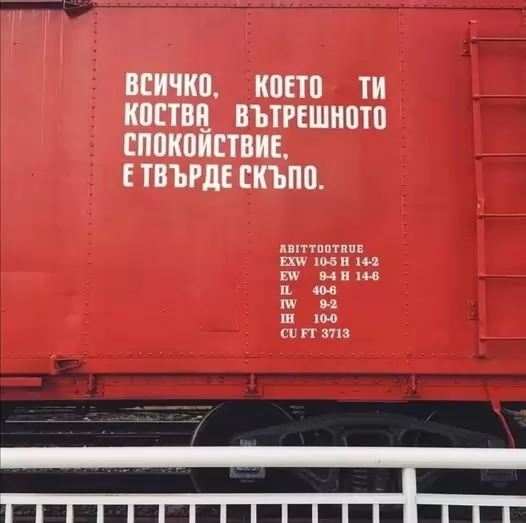 ВСИЧКО, КОЕТО ТИ
КОСТВА ВЪТРЕШНОТО
СПОКОЙСТВИЕ,
Е ТВЪРДЕ СКЪПО.
ABITTOOTRUE
EXW 10-5 H 14-2
EW 9-4 H 14-6
IL 40-6
IW 9-2
IH 10-0
CU FT 3713